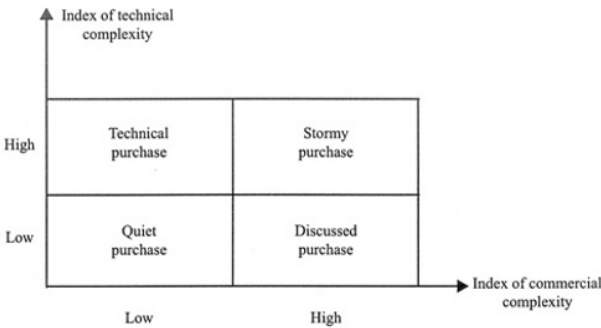 Index of technical
complexity
High
Technical
purchase
Stormy
purchase
Low
Quiet
purchase
Discussed
purchase
Index of commercial
complexity
Low
High